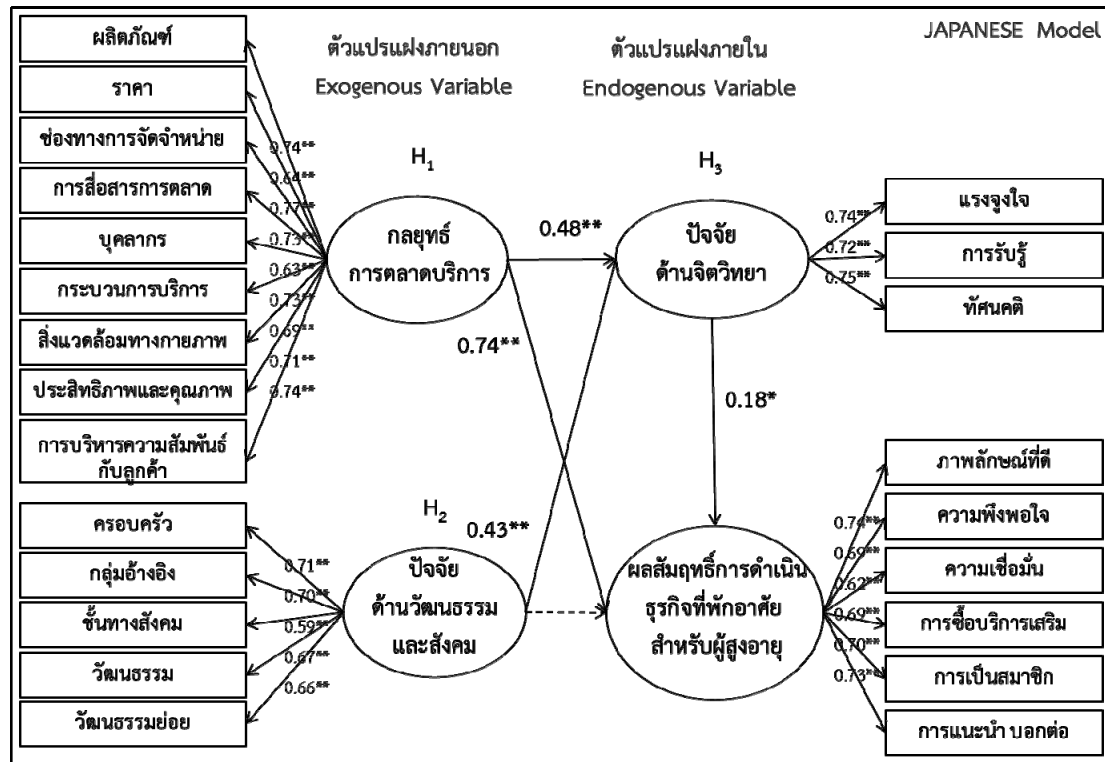 JAPANESE Model
ตัวแปรแฝงภายนอก
Exogenous Variable
ตัวแปรแฝงภายใน
Endogenous Variable
ผลิตภัณฑ์
ราคา
ช่องทางการจัดจำหน่าย
การสื่อสารการตลาด
บุคลากร
กระบวนการบริการ
สิ่งแวดล้อมทางกายภาพ
ประสิทธิภาพและคุณภาพ
การบริหารความสัมพันธ์
กับลูกค้า
0.74**
0.64**
0.77**
0.73**
0.63**
0.73**
0.69**
0.71**
0.74**
H1
กลยุทธ์
การตลาดบริการ
0.48**
0.74**
H3
ปัจจัย
ด้านจิตวิทยา
0.74**
0.72**
0.75**
แรงจูงใจ
การรับรู้
ทัศนคติ
0.18*
ครอบครัว
กลุ่มอ้างอิง
ชั้นทางสังคม
วัฒนธรรม
วัฒนธรรมย่อย
0.71**
0.70**
0.59**
0.67**
0.66**
H2
0.43**
ปัจจัย
ด้านวัฒนธรรม
และสังคม
ผลสัมฤทธิ์การดำเนิน
ธุรกิจที่พักอาศัย
สำหรับผู้สูงอายุ
0.74**
0.69**
0.62**
0.69**
0.70**
0.73**
ภาพลักษณ์ที่ดี
ความพึงพอใจ
ความเชื่อมั่น
การซื้อบริการเสริม
การเป็นสมาชิก
การแนะนำ บอกต่อ